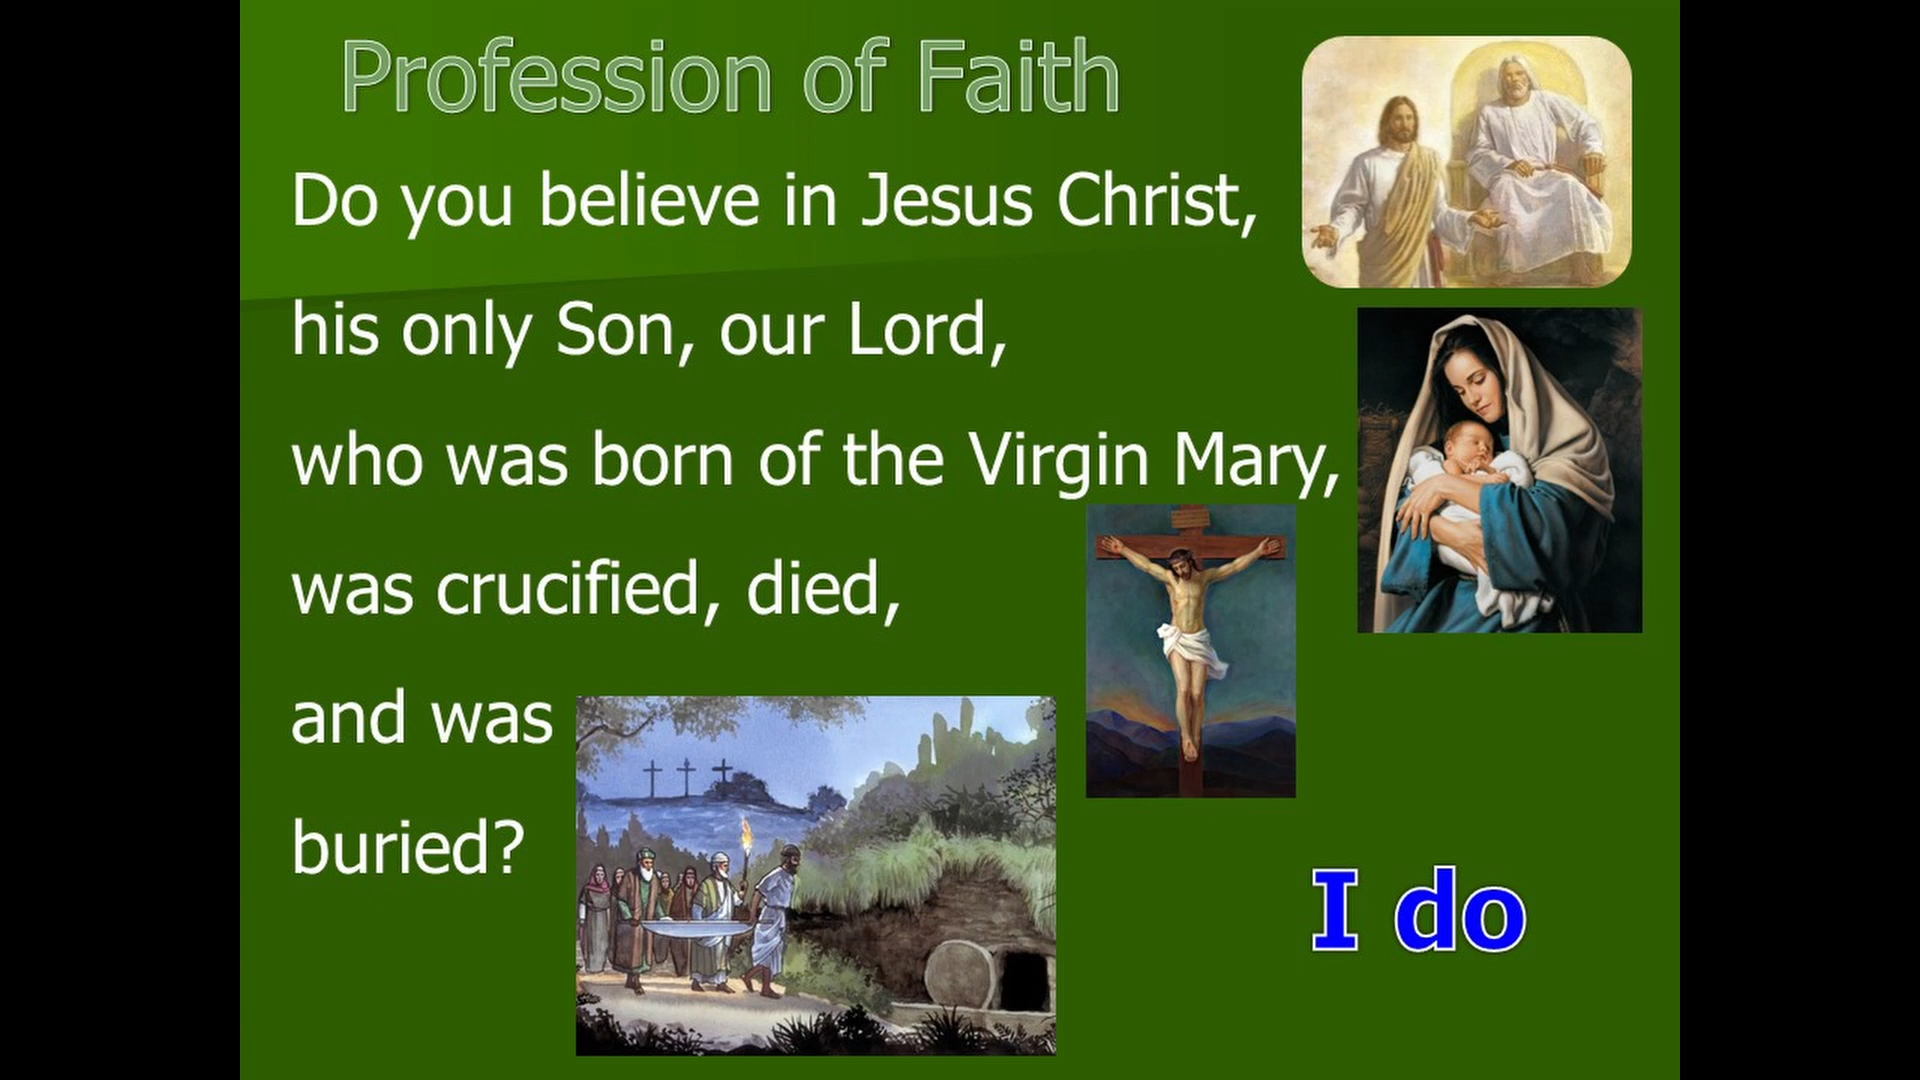 Profession of Faith
Do you believe in Jesus Christ,
his only Son, our Lord,
who was born of the Virgin Mary,
was crucified, died,
and was
buried?
I do